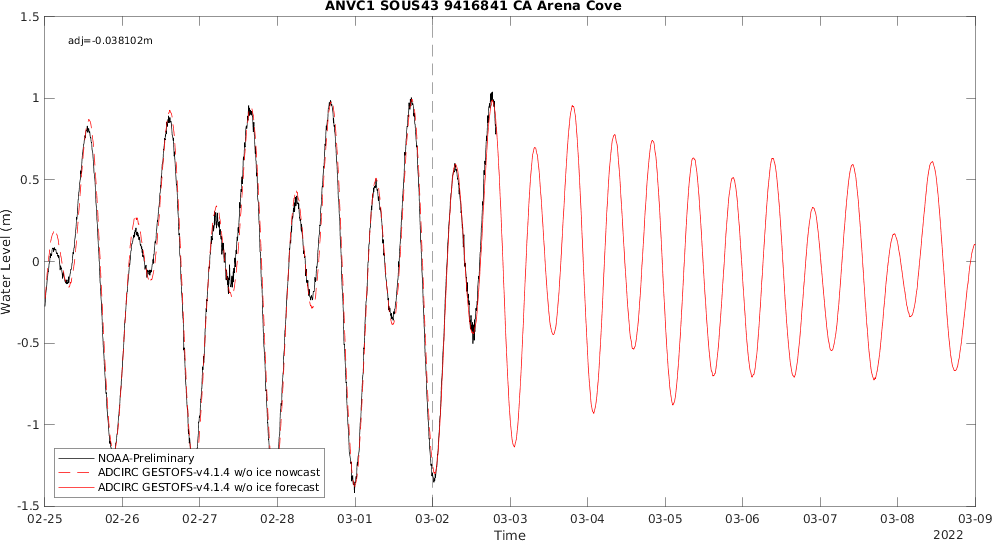 ANVC1 SOUS43 9416841 CA Arena Cove
adj=-0.038102m
1.5
1
0.5
0
-0.5
-1
-1.5
Water Level (m)
NOAA-Preliminary
ADCIRC GESTOFS-v4.1.4 w/o ice nowcast
ADCIRC GESTOFS-v4.1.4 w/o ice forecast
02-25 02-26 02-27 02-28 03-01 03-02 03-03 03-04 03-05 03-06 03-07 03-08 03-09
Time
2022